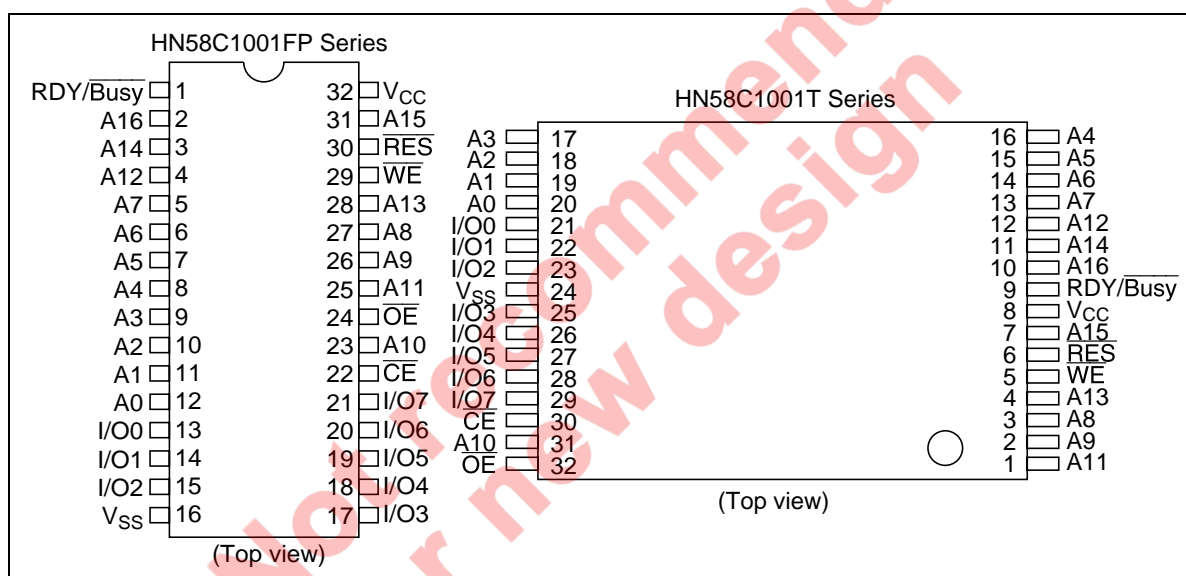 HN58C1001FP Series
RDY/Busy 1 32 VCC
A16 2 31 A15
A14 3 30 RES
A12 4 29 WE
A7 5 28 A13
A6 6 27 A8
A5 7 26 A9
A4 8 25 A11
A3 9 24 OE
A2 10 23 A10
A1 11 22 CE
A0 12 21 I/O7
I/O0 13 20 I/O6
I/O1 14 19 I/O5
I/O2 15 18 I/O4
VSS 16 17 I/O3
(Top view)
HN58C1001T Series
A3 17 16 A4
A2 18 15 A5
A1 19 14 A6
A0 20 13 A7
I/O0 21 12 A12
I/O1 22 11 A14
I/O2 23 10 A16
VSS 24 9 RDY/Busy
I/O3 25 8 VCC
I/O4 26 7 A15
I/O5 27 6 RES
I/O6 28 5 WE
I/O7 29 4 A13
CE 30 3 A8
A10 31 2 A9
OE 32 1 A11
(Top view)
Not recommend
r new design